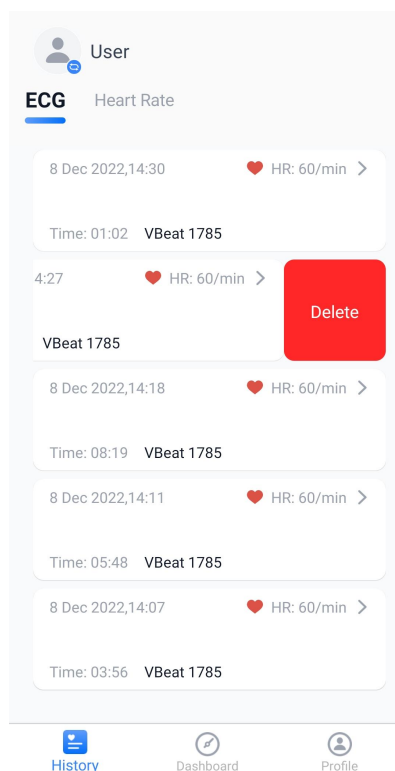 User
ECG Heart Rate
8 Dec 2022,14:30 HR: 60/min
Time: 01:02 VBeat 1785
4:27 HR: 60/min
Delete
VBeat 1785
8 Dec 2022,14:18 HR: 60/min
Time: 08:19 VBeat 1785
8 Dec 2022,14:11 HR: 60/min
Time: 05:48 VBeat 1785
8 Dec 2022,14:07 HR: 60/min
Time: 03:56 VBeat 1785
History Dashboard Profile